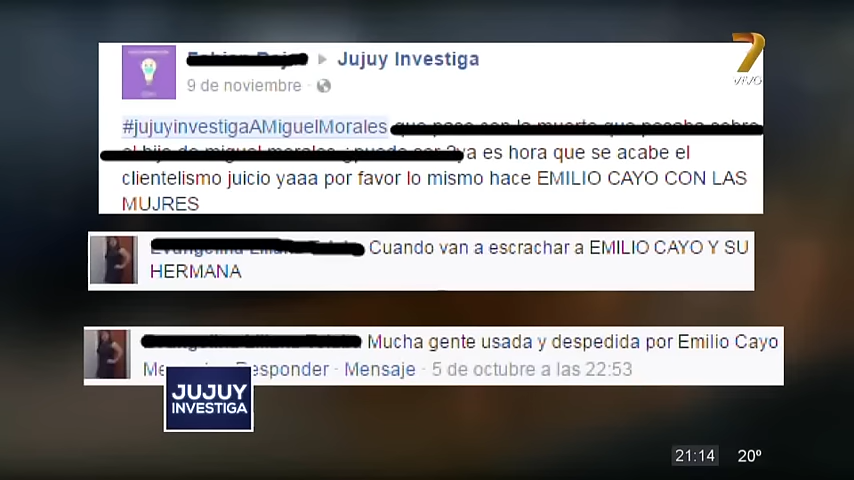 7
VIVO
Jujuy Investiga
9 de noviembre ·
#jujuyinvestigaAMiguelMorales
ya es hora que se acabe el
clientelismo juicio yaaa por favor lo mismo hace EMILIO CAYO CON LAS
MUJRES
Cuando van a escrachar a EMILIO CAYO Y SU
HERMANA
Mucha gente usada y despedida por Emilio Cayo
Responder · Mensaje · 5 de octubre a las 22:53
JUJUY
INVESTIGA
21:14 20º